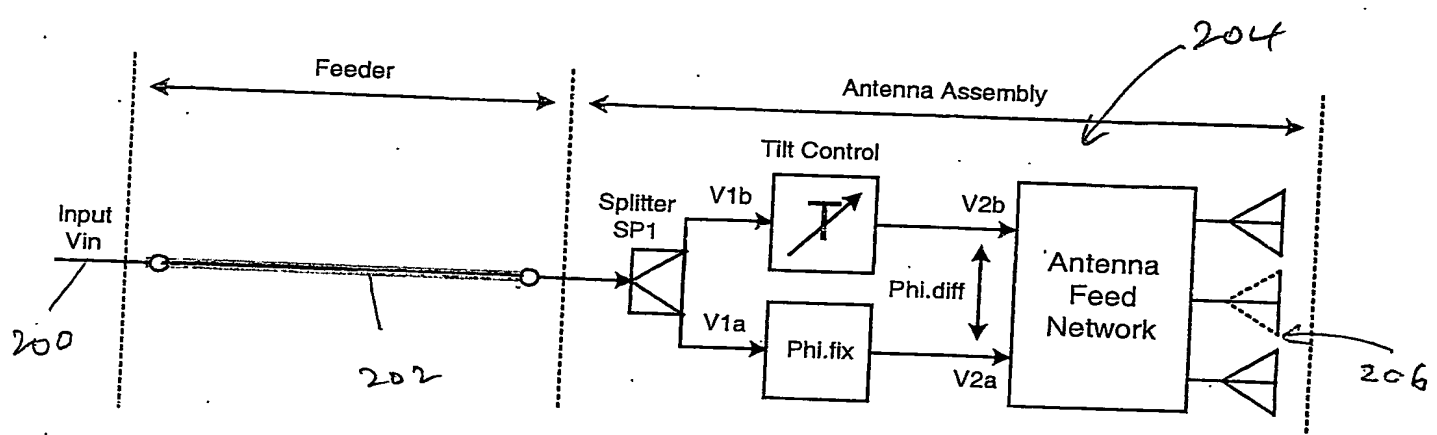 204
Feeder
Antenna Assembly
Tilt Control
Input
Vin
Splitter
SP1
V1b
T
V2b
Phi.diff
Antenna
Feed
Network
V1a
Phi.fix
V2a
200
202
206